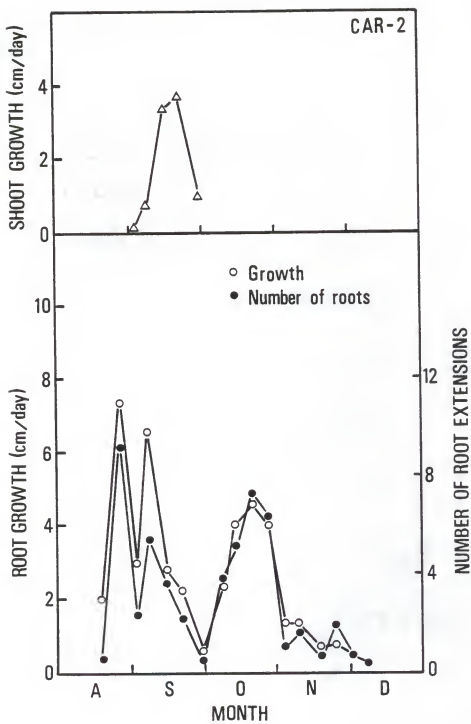 CAR-2
SHOOT GROWTH (cm/day)
4
2
0
Growth
Number of roots
ROOT GROWTH (cm/day)
10
8
6
4
2
0
12
8
4
0
NUMBER OF ROOT EXTENSIONS
A S O N D
MONTH